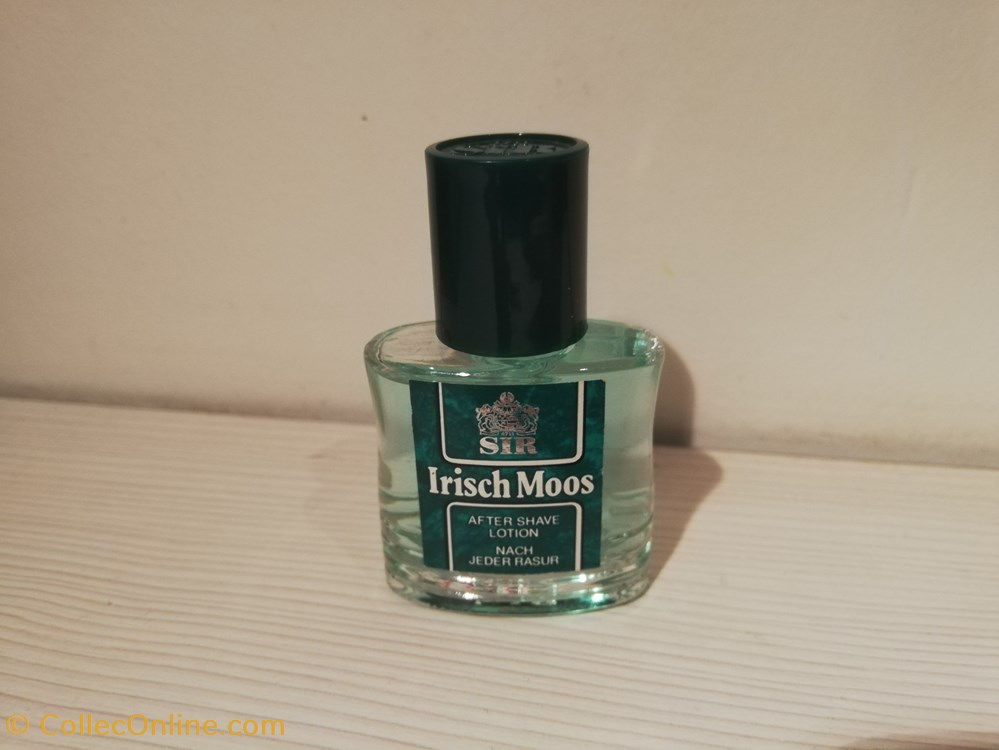 SIR
Irisch Moos
AFTER SHAVE
LOTION
NACH
JEDER RASUR
© CollecOnline.com